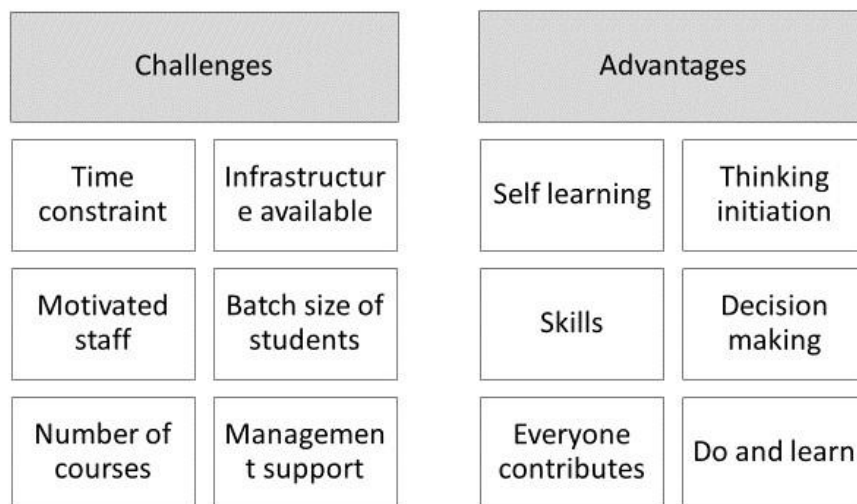 Challenges
Time
constraint
Infrastructur
e available
Motivated
staff
Batch size of
students
Number of
courses
Managemen
t support
Advantages
Self learning
Thinking
initiation
Skills
Decision
making
Everyone
contributes
Do and learn